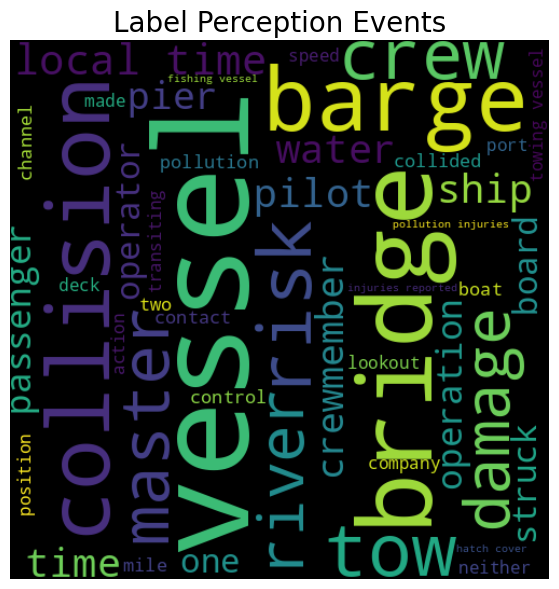 Label Perception Events
local time
speed
crew
fishing vessel
made
pier
barge
channel
water
port
towing vessel
pollution
collided
collision
operator
transiting
vessel
pilot
ship
pollution injuries
passenger
river
risk
bridge
board
deck
two
contact
injuries reported
boat
action
master
crewmember
operation
damage
lookout
control
position
company
struck
time
mile
one
tow
hatch cover
neither